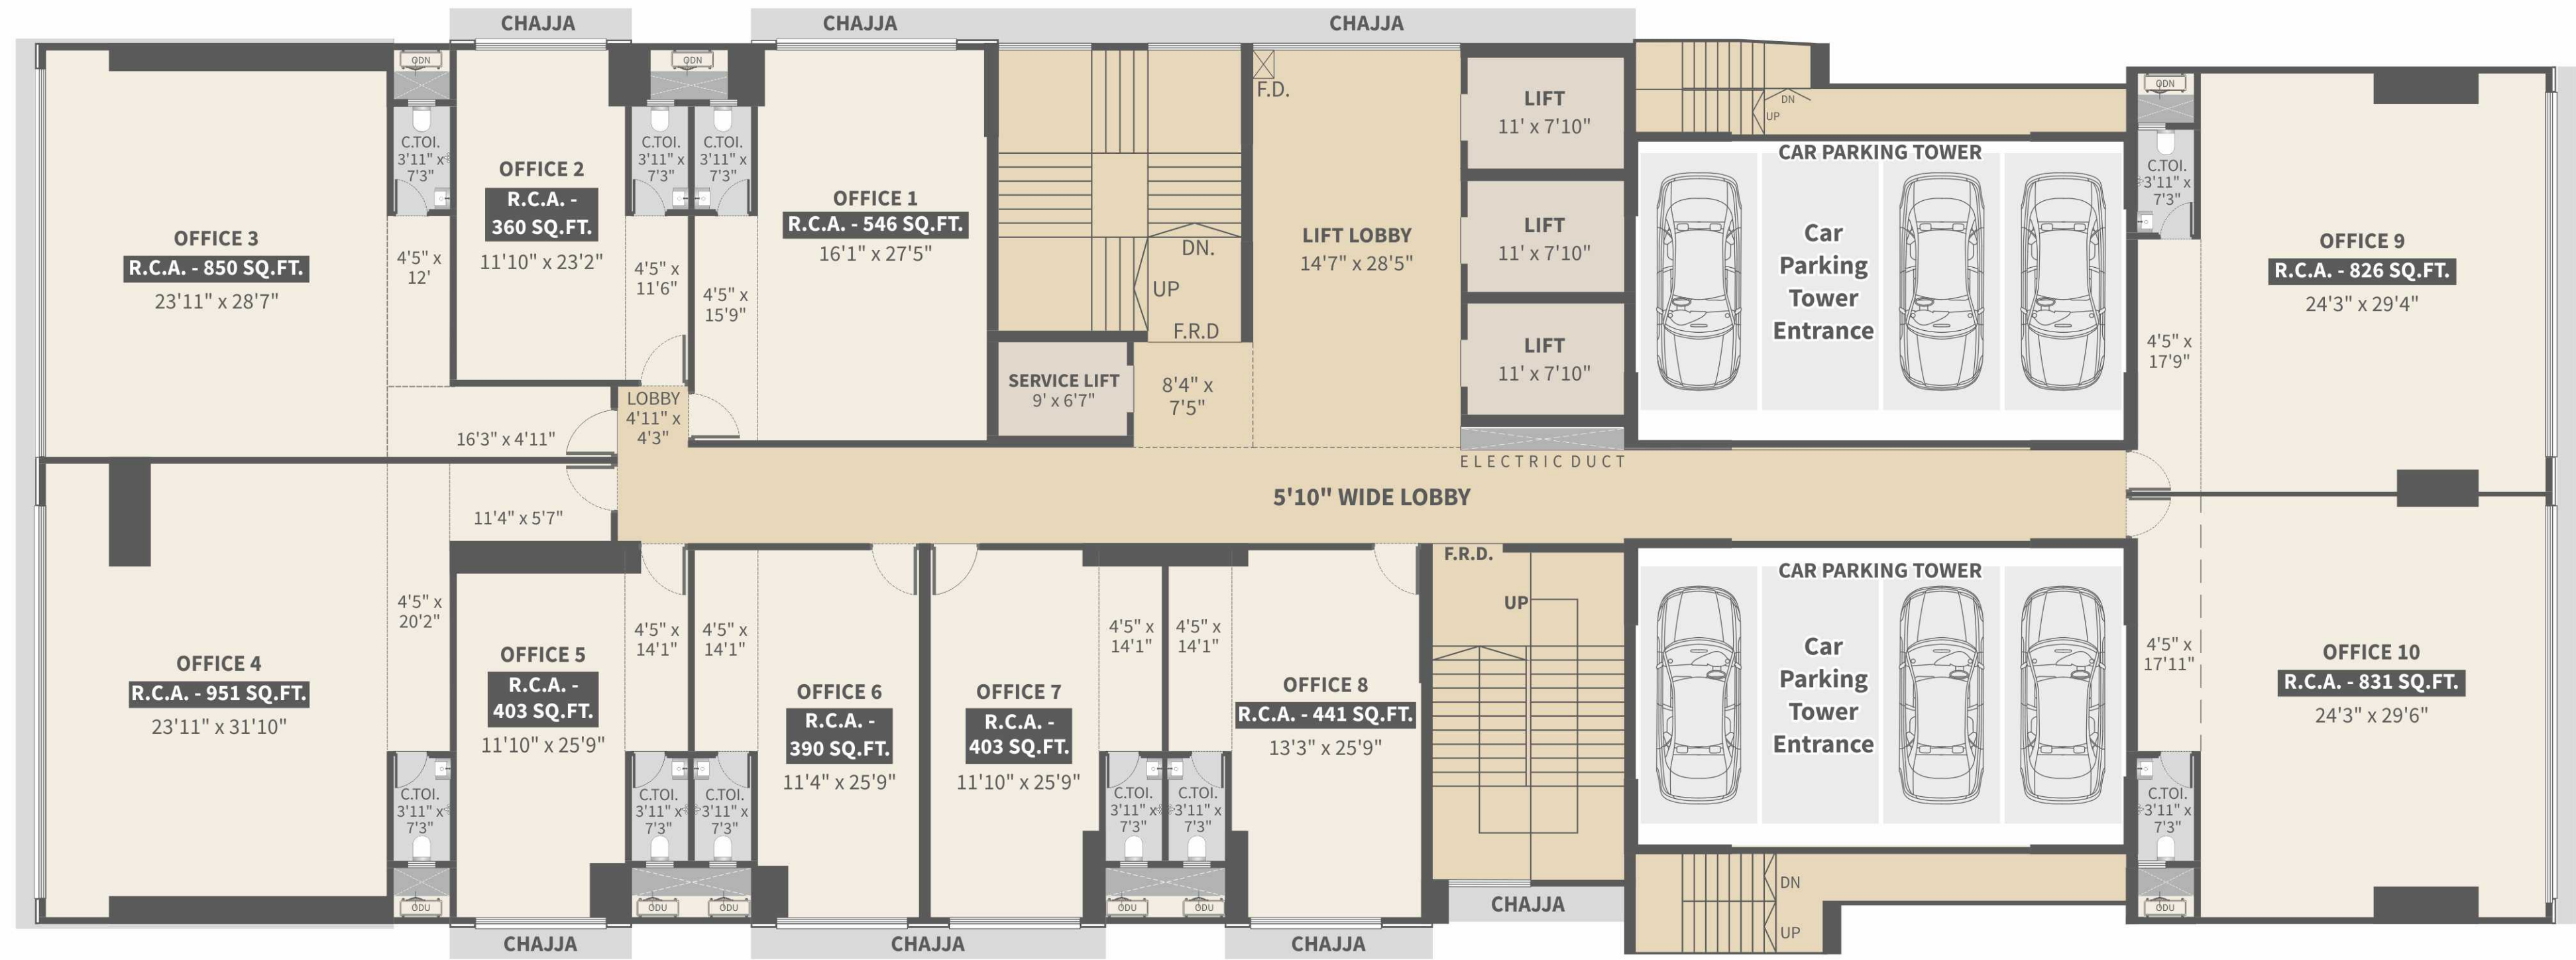 CHAJJA
CHAJJA
CHAJJA
ODN
C.TOI.
3'11" x
7'3"
OFFICE 3
R.C.A. - 850 SQ.FT.
23'11" x 28'7"
4'5" x
12'
16'3" x 4'11"
OFFICE 2
R.C.A. -
360 SQ.FT.
11'10" x 23'2"
ODN
C.TOI.
3'11" x
7'3"
C.TOI.
3'11" x
7'3"
4'5" x
11'6"
4'5" x
15'9"
LOBBY
4'11" x
4'3"
OFFICE 1
R.C.A. - 546 SQ.FT.
16'1" x 27'5"
DN.
UP
F.R.D
SERVICE LIFT
9' x 6'7"
8'4" x
7'5"
F.D.
LIFT LOBBY
14'7" x 28'5"
LIFT
11' x 7'10"
LIFT
11' x 7'10"
LIFT
11' x 7'10"
ELECTRIC DUCT
DN
UP
CAR PARKING TOWER
Car
Parking
Tower
Entrance
ODN
C.TOI.
3'11" x
7'3"
4'5" x
17'9"
OFFICE 9
R.C.A. - 826 SQ.FT.
24'3" x 29'4"
5'10" WIDE LOBBY
11'4" x 5'7"
OFFICE 4
R.C.A. - 951 SQ.FT.
23'11" x 31'10"
4'5" x
20'2"
C.TOI.
3'11" x
7'3"
ODU
OFFICE 5
R.C.A. -
403 SQ.FT.
11'10" x 25'9"
4'5" x
14'1"
4'5" x
14'1"
C.TOI.
3'11" x
7'3"
C.TOI.
3'11" x
7'3"
ODU
ODU
OFFICE 6
R.C.A. -
390 SQ.FT.
11'4" x 25'9"
OFFICE 7
R.C.A. -
403 SQ.FT.
11'10" x 25'9"
4'5" x
14'1"
4'5" x
14'1"
C.TOI.
3'11" x
7'3"
C.TOI.
3'11" x
7'3"
ODU
ODU
OFFICE 8
R.C.A. - 441 SQ.FT.
13'3" x 25'9"
F.R.D.
UP
CAR PARKING TOWER
Car
Parking
Tower
Entrance
DN
UP
4'5" x
17'11"
C.TOI.
3'11" x
7'3"
ODU
OFFICE 10
R.C.A. - 831 SQ.FT.
24'3" x 29'6"
CHAJJA
CHAJJA
CHAJJA
CHAJJA